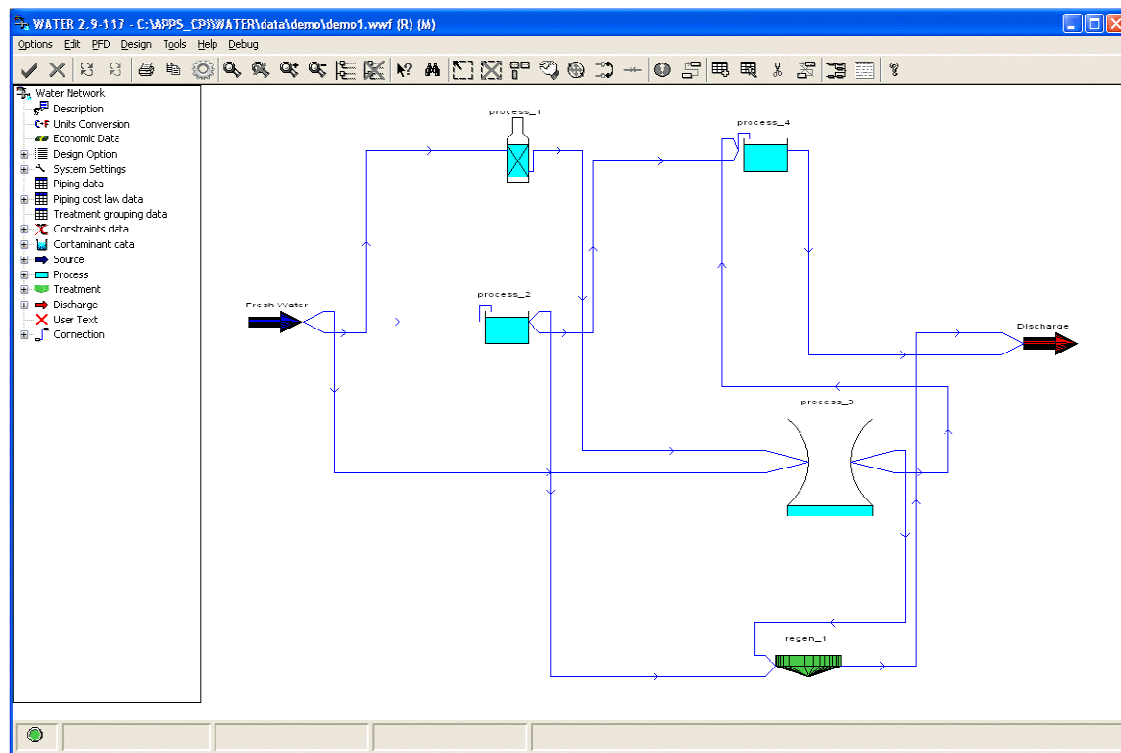 WATER 2.9-117 - C:\APPS_CPI\WATER\data\demo\demo1.wwf (R) (M)
Options Edit PFD Design Tools Help Debug
Water Network
Description
Units Conversion
Economic Data
Design Option
System Settings
Piping data
Piping cost law data
Treatment grouping data
Constraints data
Contaminant data
Source
Process
Treatment
Discharge
User Text
Connection
process_1
process_4
Fresh Water
process_2
Discharge
process_3
regen_1